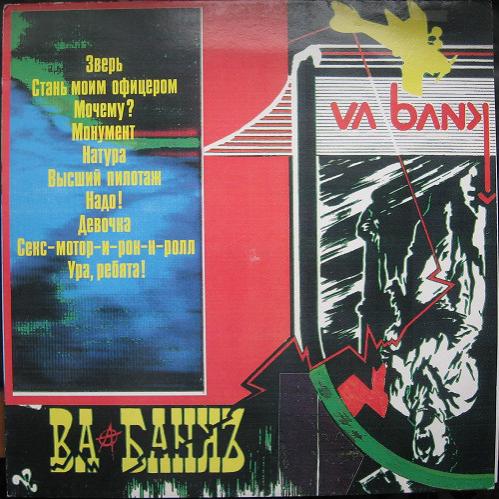 Зверь
Стань моим офицером
Мочему?
Монумент
Натура
Высший пилотаж
Надо!
Девочка
Секс-мотор-и-рок-и-ролл
Ура, ребята!
VA BANK
ВА БАНКЪ